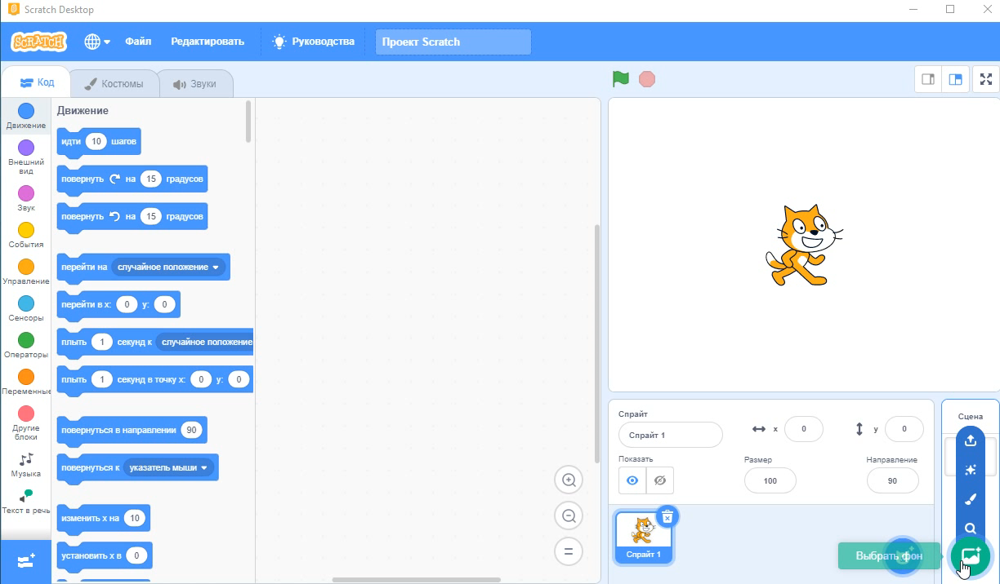 Scratch Desktop
SCRATCH
Файл
Редактировать
Руководства
Проект Scratch
Код
Костюмы
Звуки
Движение
Внешний
вид
Звук
События
Управление
Сенсоры
Операторы
Переменные
Другие
блоки
Музыка
Текст в речь
Движение
идти 10 шагов
повернуть на 15 градусов
повернуть на 15 градусов
перейти на случайное положение
перейти в x: 0 y: 0
плыть 1 секунд к случайное положение
плыть 1 секунд в точку x: 0 y: 0
повернуться в направлении 90
повернуться к указатель мыши
изменить x на 10
установить x в 0
Спрайт
Спрайт 1
x 0
y 0
Показать
Размер
100
Направление
90
Спрайт 1
Сцена
Выбрать фон